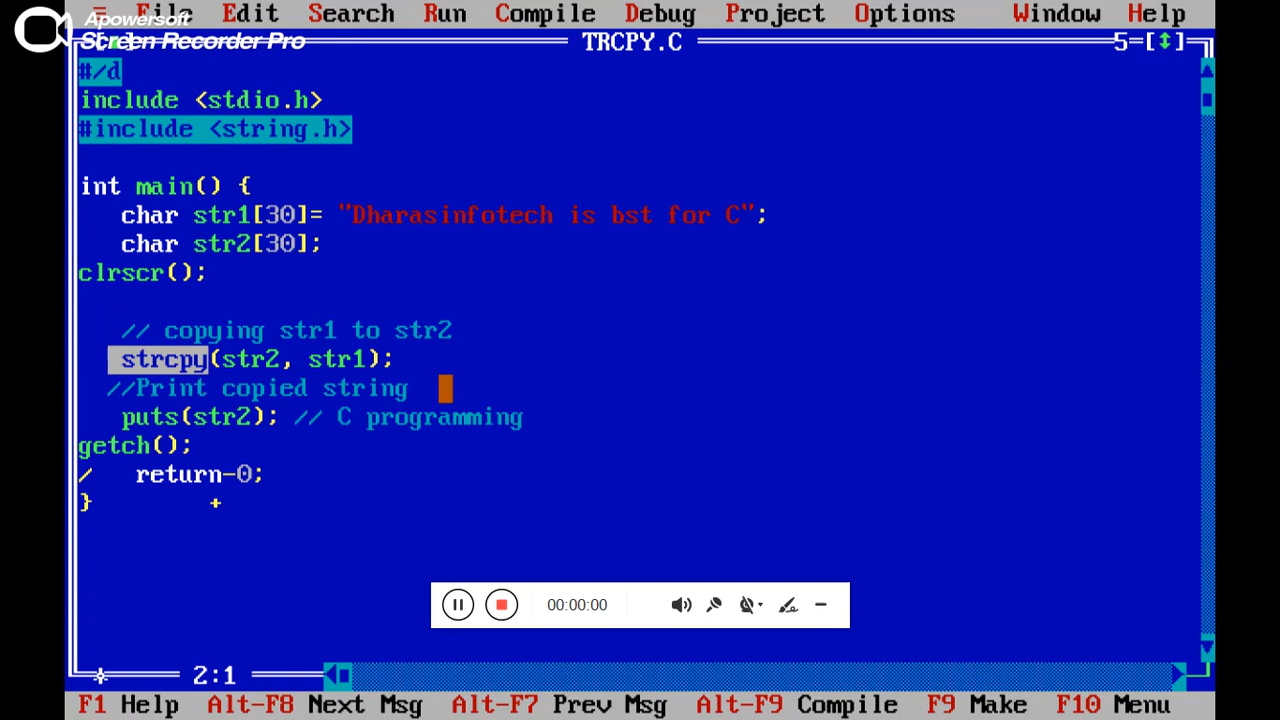 ≡ File Edit Search Run Compile Debug Project Options Window Help
Apowersoft
Screen Recorder Pro
TRCPY.C 5=[↕]
#/d
include <stdio.h>
#include <string.h>
int main() {
char str1[30]= "Dharasinfotech is bst for C";
char str2[30];
clrscr();
// copying str1 to str2
strcpy(str2, str1);
//Print copied string
puts(str2); // C programming
getch();
/ return-0;
} +
00:00:00
2:1
F1 Help Alt-F8 Next Msg Alt-F7 Prev Msg Alt-F9 Compile F9 Make F10 Menu